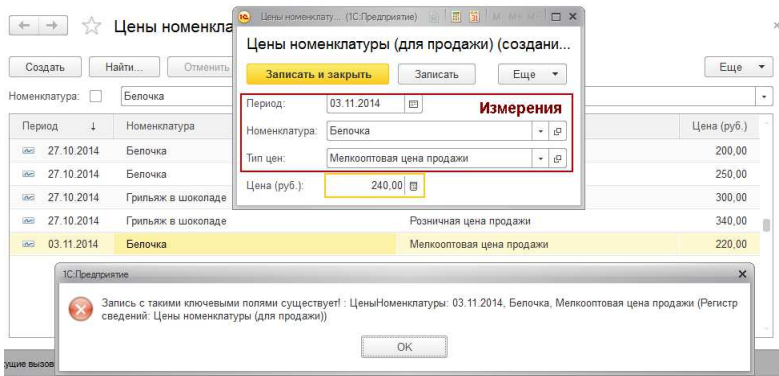 Цены номенкла
Создать Найти... Отменить Еще
Номенклатура: Белочка
Период ↓ Номенклатура Цена (руб.)
27.10.2014 Белочка 200,00
27.10.2014 Белочка 250,00
27.10.2014 Грильяж в шоколаде 300,00
27.10.2014 Грильяж в шоколаде Розничная цена продажи 340,00
03.11.2014 Белочка Мелкооптовая цена продажи 220,00
Цены номенклату... (1С:Предприятие) M M+ M-
Цены номенклатуры (для продажи) (создани...
Записать и закрыть Записать Еще
Период: 03.11.2014 Измерения
Номенклатура: Белочка
Тип цен: Мелкооптовая цена продажи
Цена (руб.): 240,00
1С:Предприятие
Запись с такими ключевыми полями существует! : ЦеныНоменклатуры: 03.11.2014, Белочка, Мелкооптовая цена продажи (Регистр
сведений: Цены номенклатуры (для продажи))
OK
кущие вызов